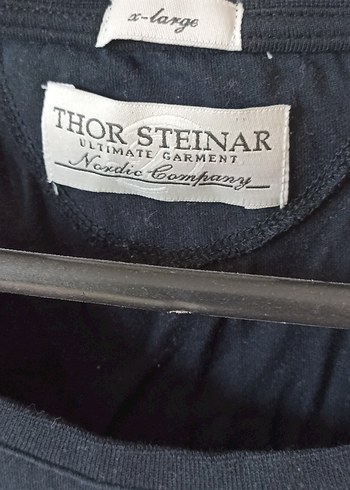 x-large
THOR STEINAR
ULTIMATE GARMENT
Nordic Company